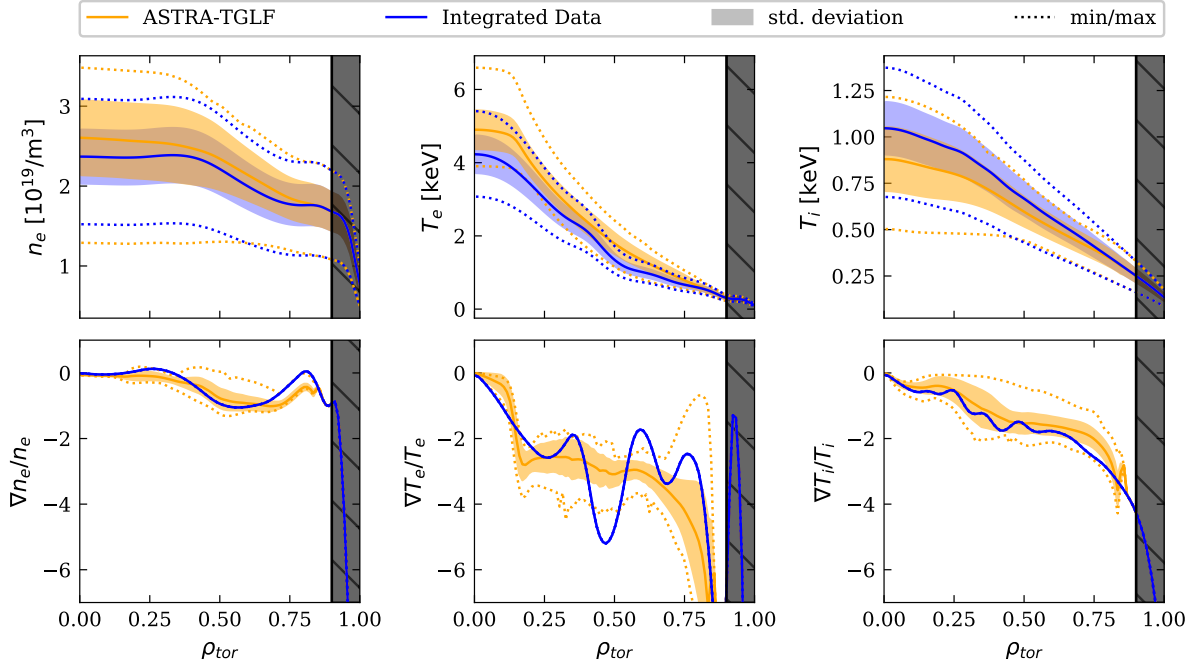 ASTRA-TGLF Integrated Data std. deviation min/max
n_e [10^19/m^3]
3
2
1
T_e [keV]
6
4
2
0
T_i [keV]
1.25
1.00
0.75
0.50
0.25
∇n_e/n_e
0
−2
−4
−6
0.00 0.25 0.50 0.75 1.00
ρ_tor
∇T_e/T_e
0
−2
−4
−6
0.00 0.25 0.50 0.75 1.00
ρ_tor
∇T_i/T_i
0
−2
−4
−6
0.00 0.25 0.50 0.75 1.00
ρ_tor